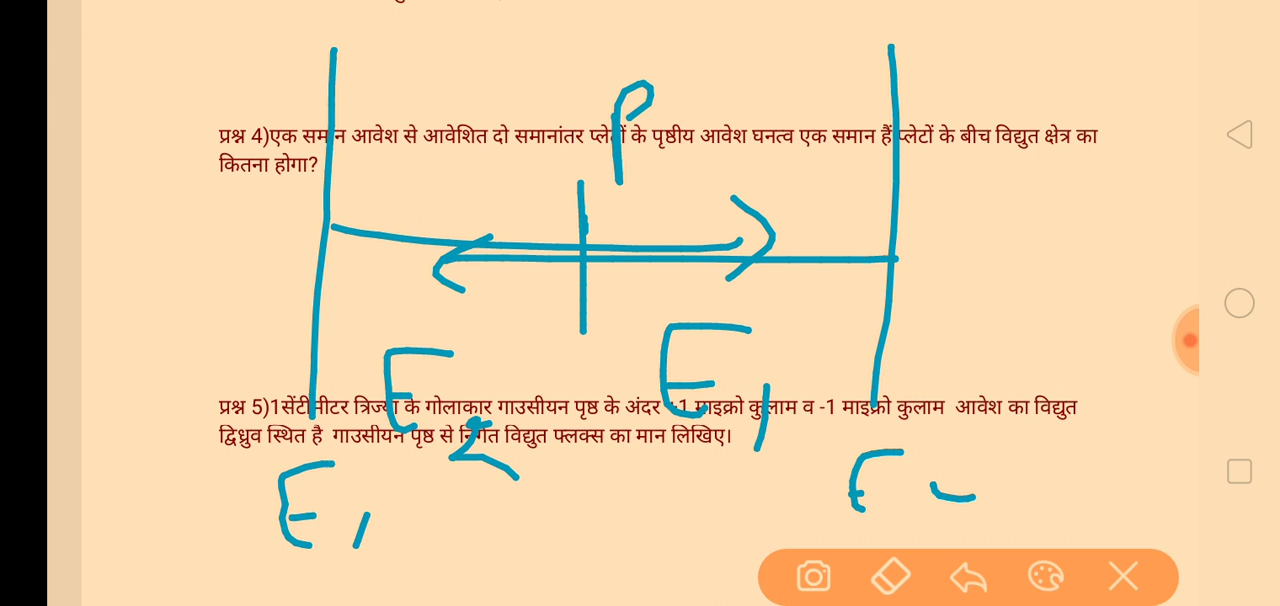 P
प्रश्न 4)एक समान आवेश से आवेशित दो समानांतर प्लेटों के पृष्ठीय आवेश घनत्व एक समान हैं प्लेटों के बीच विद्युत क्षेत्र का
कितना होगा?
E2 E1
प्रश्न 5)1सेंटीमीटर त्रिज्या के गोलाकार गाउसीयन पृष्ठ के अंदर +1 माइक्रो कुलाम व -1 माइक्रो कुलाम आवेश का विद्युत
द्विध्रुव स्थित है गाउसीयन पृष्ठ से निर्गत विद्युत फ्लक्स का मान लिखिए।
E1 E